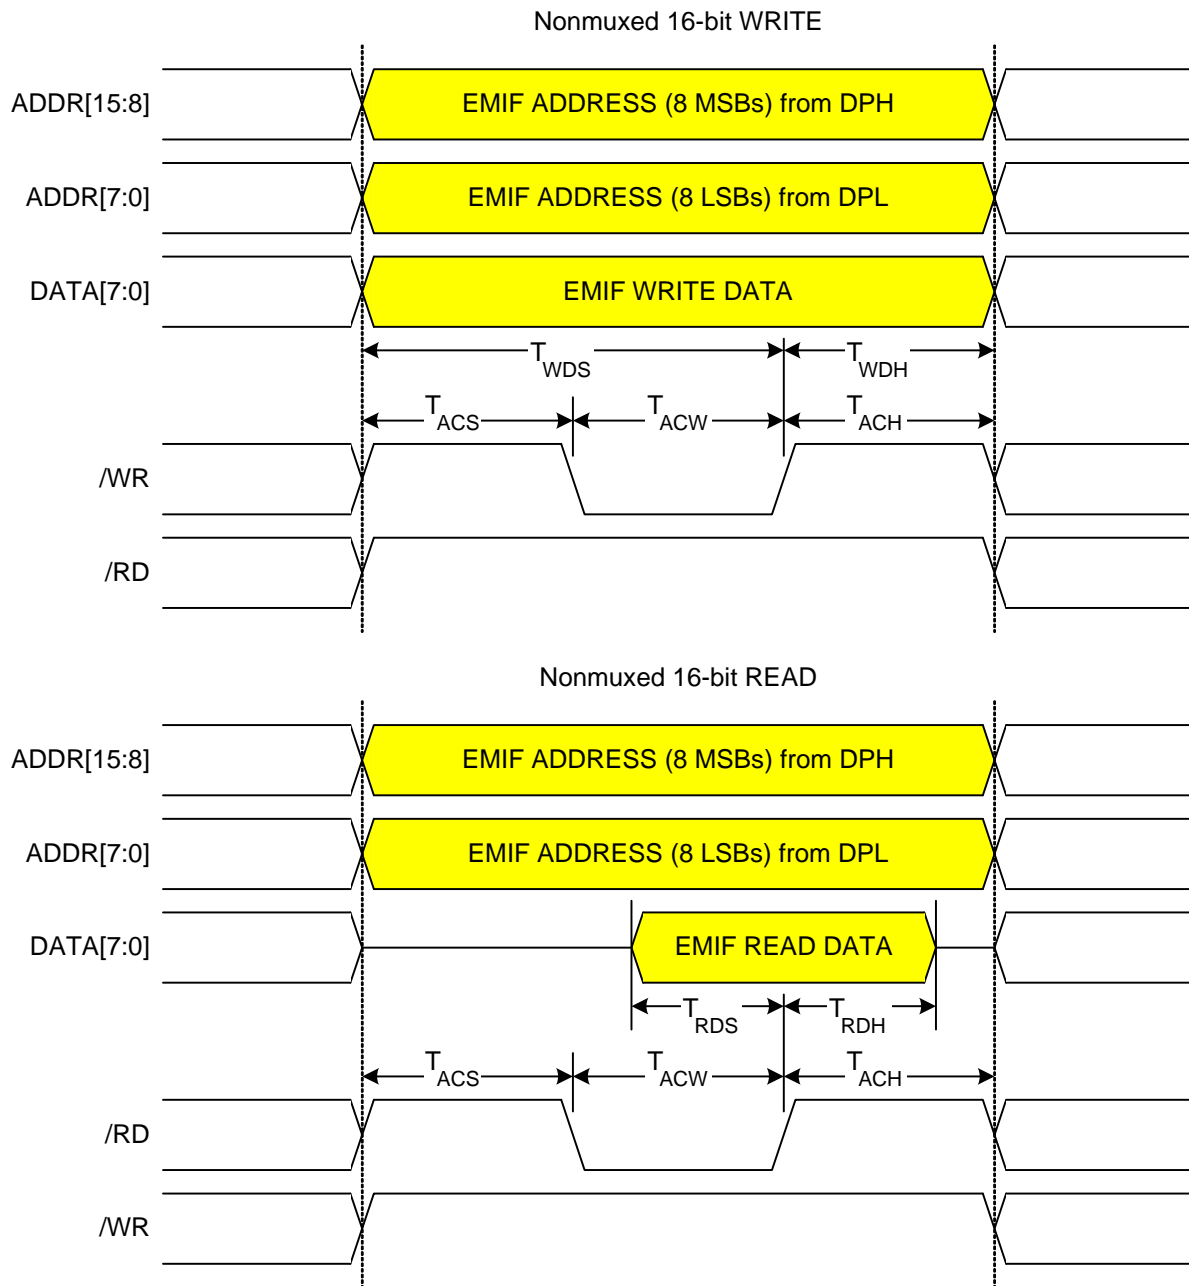 Nonmuxed 16-bit WRITE
ADDR[15:8]
EMIF ADDRESS (8 MSBs) from DPH
ADDR[7:0]
EMIF ADDRESS (8 LSBs) from DPL
DATA[7:0]
EMIF WRITE DATA
TWDS TWDH
TACS TACW TACH
/WR
/RD
Nonmuxed 16-bit READ
ADDR[15:8]
EMIF ADDRESS (8 MSBs) from DPH
ADDR[7:0]
EMIF ADDRESS (8 LSBs) from DPL
DATA[7:0]
EMIF READ DATA
TRDS TRDH
TACS TACW TACH
/RD
/WR